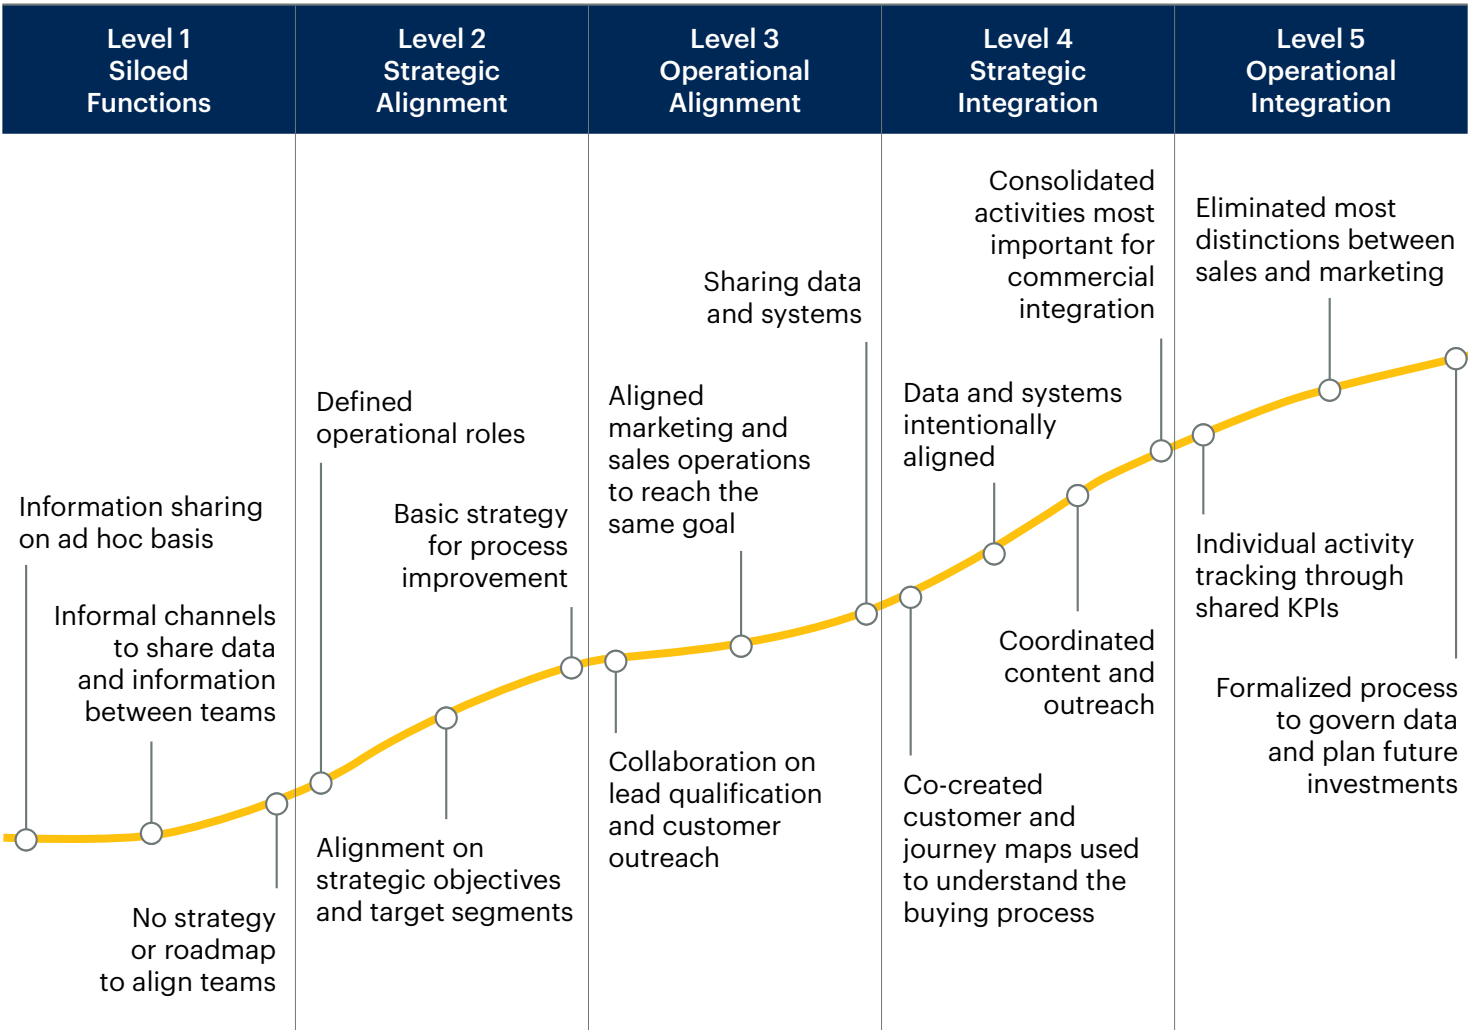 Level 1
Siloed
Functions
Level 2
Strategic
Alignment
Level 3
Operational
Alignment
Level 4
Strategic
Integration
Level 5
Operational
Integration
Information sharing
on ad hoc basis
Informal channels
to share data
and information
between teams
No strategy
or roadmap
to align teams
Defined
operational roles
Alignment on
strategic objectives
and target segments
Basic strategy
for process
improvement
Collaboration on
lead qualification
and customer
outreach
Aligned
marketing and
sales operations
to reach the
same goal
Sharing data
and systems
Co-created
customer and
journey maps used
to understand the
buying process
Data and systems
intentionally
aligned
Coordinated
content and
outreach
Consolidated
activities most
important for
commercial
integration
Individual activity
tracking through
shared KPIs
Eliminated most
distinctions between
sales and marketing
Formalized process
to govern data
and plan future
investments